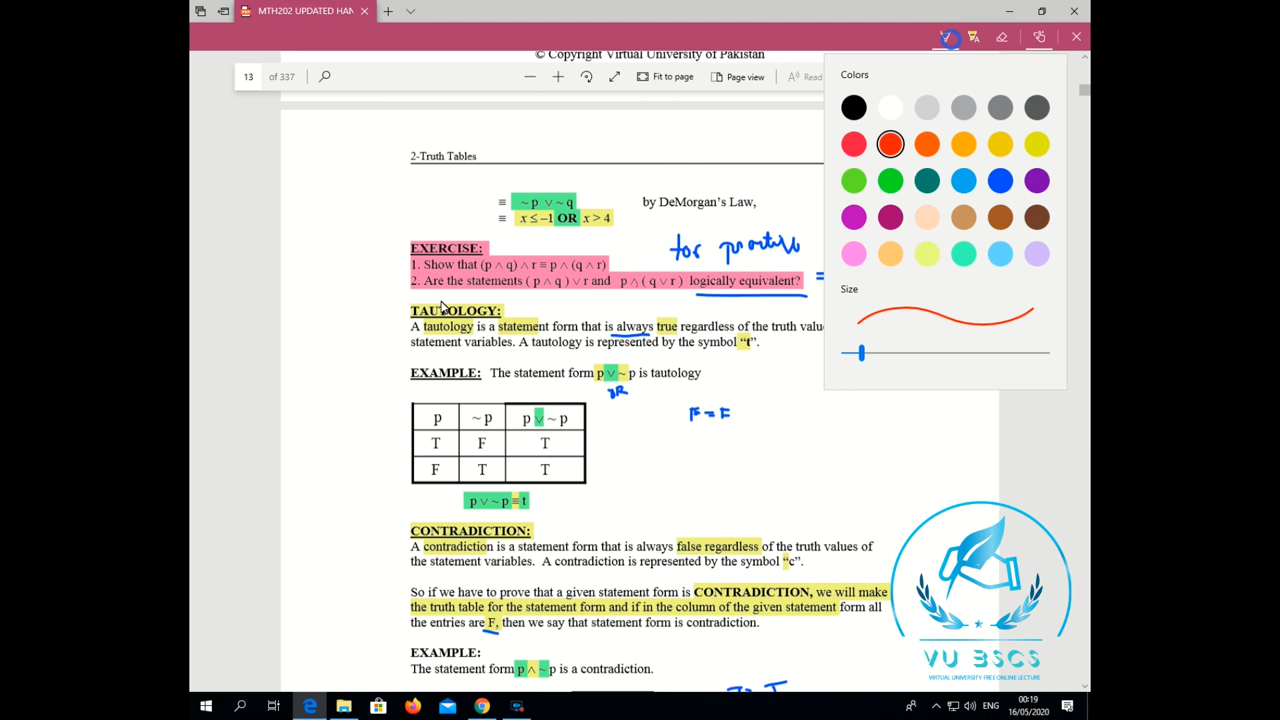 MTH202 UPDATED HAN
© Copyright Virtual University of Pakistan
13 of 337
Fit to page
Page view
Read
Colors
Size
2-Truth Tables
≡ ~ p ∨ ~ q by DeMorgan's Law,
≡ x ≤ –1 OR x > 4
for practise
EXERCISE:
1. Show that (p ∧ q) ∧ r ≡ p ∧ (q ∧ r)
2. Are the statements ( p ∧ q ) ∨ r and p ∧ ( q ∨ r ) logically equivalent? =
TAUTOLOGY:
A tautology is a statement form that is always true regardless of the truth value
statement variables. A tautology is represented by the symbol "t".
EXAMPLE: The statement form p ∨ ~ p is tautology
OR
F = F
p ~ p p ∨ ~ p
T F T
F T T
p ∨ ~ p ≡ t
CONTRADICTION:
A contradiction is a statement form that is always false regardless of the truth values of
the statement variables. A contradiction is represented by the symbol "c".
So if we have to prove that a given statement form is CONTRADICTION, we will make
the truth table for the statement form and if in the column of the given statement form all
the entries are F, then we say that statement form is contradiction.
EXAMPLE:
The statement form p ∧ ~ p is a contradiction.
VU BSCS
VIRTUAL UNIVERSITY FREE ONLINE LECTURE
ENG
00:19
16/05/2020